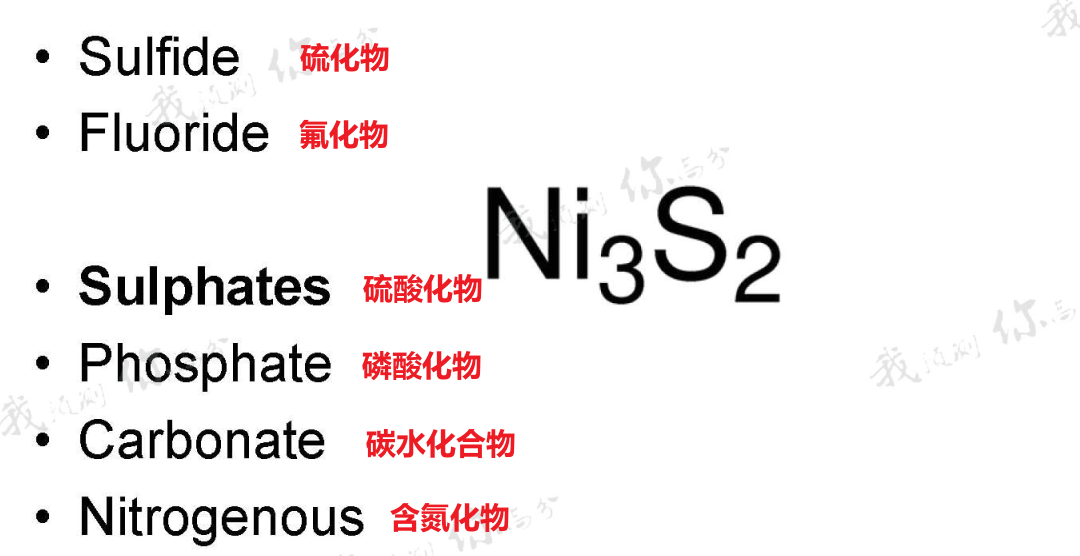 • Sulfide 硫化物
• Fluoride 氟化物
Ni3S2
• Sulphates 硫酸化物
• Phosphate 磷酸化物
• Carbonate 碳水化合物
• Nitrogenous 含氮化物